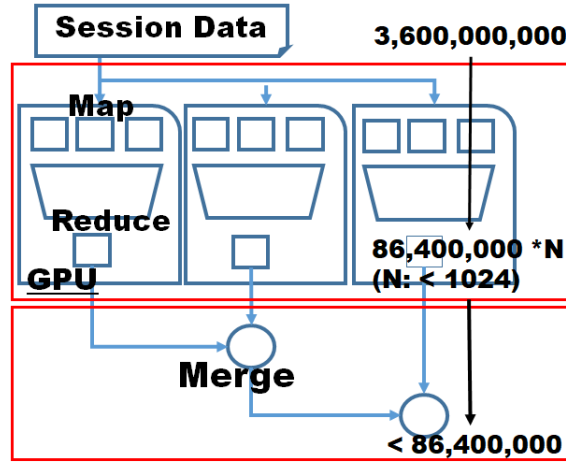 Session Data
3,600,000,000
Map
Reduce
86,400,000 *N
(N: < 1024)
GPU
Merge
< 86,400,000